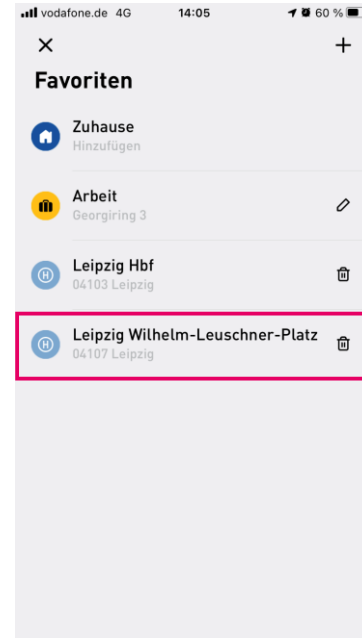 vodafone.de 4G 14:05 60 %
Favoriten
Zuhause
Hinzufügen
Arbeit
Georgiring 3
Leipzig Hbf
04103 Leipzig
Leipzig Wilhelm-Leuschner-Platz
04107 Leipzig